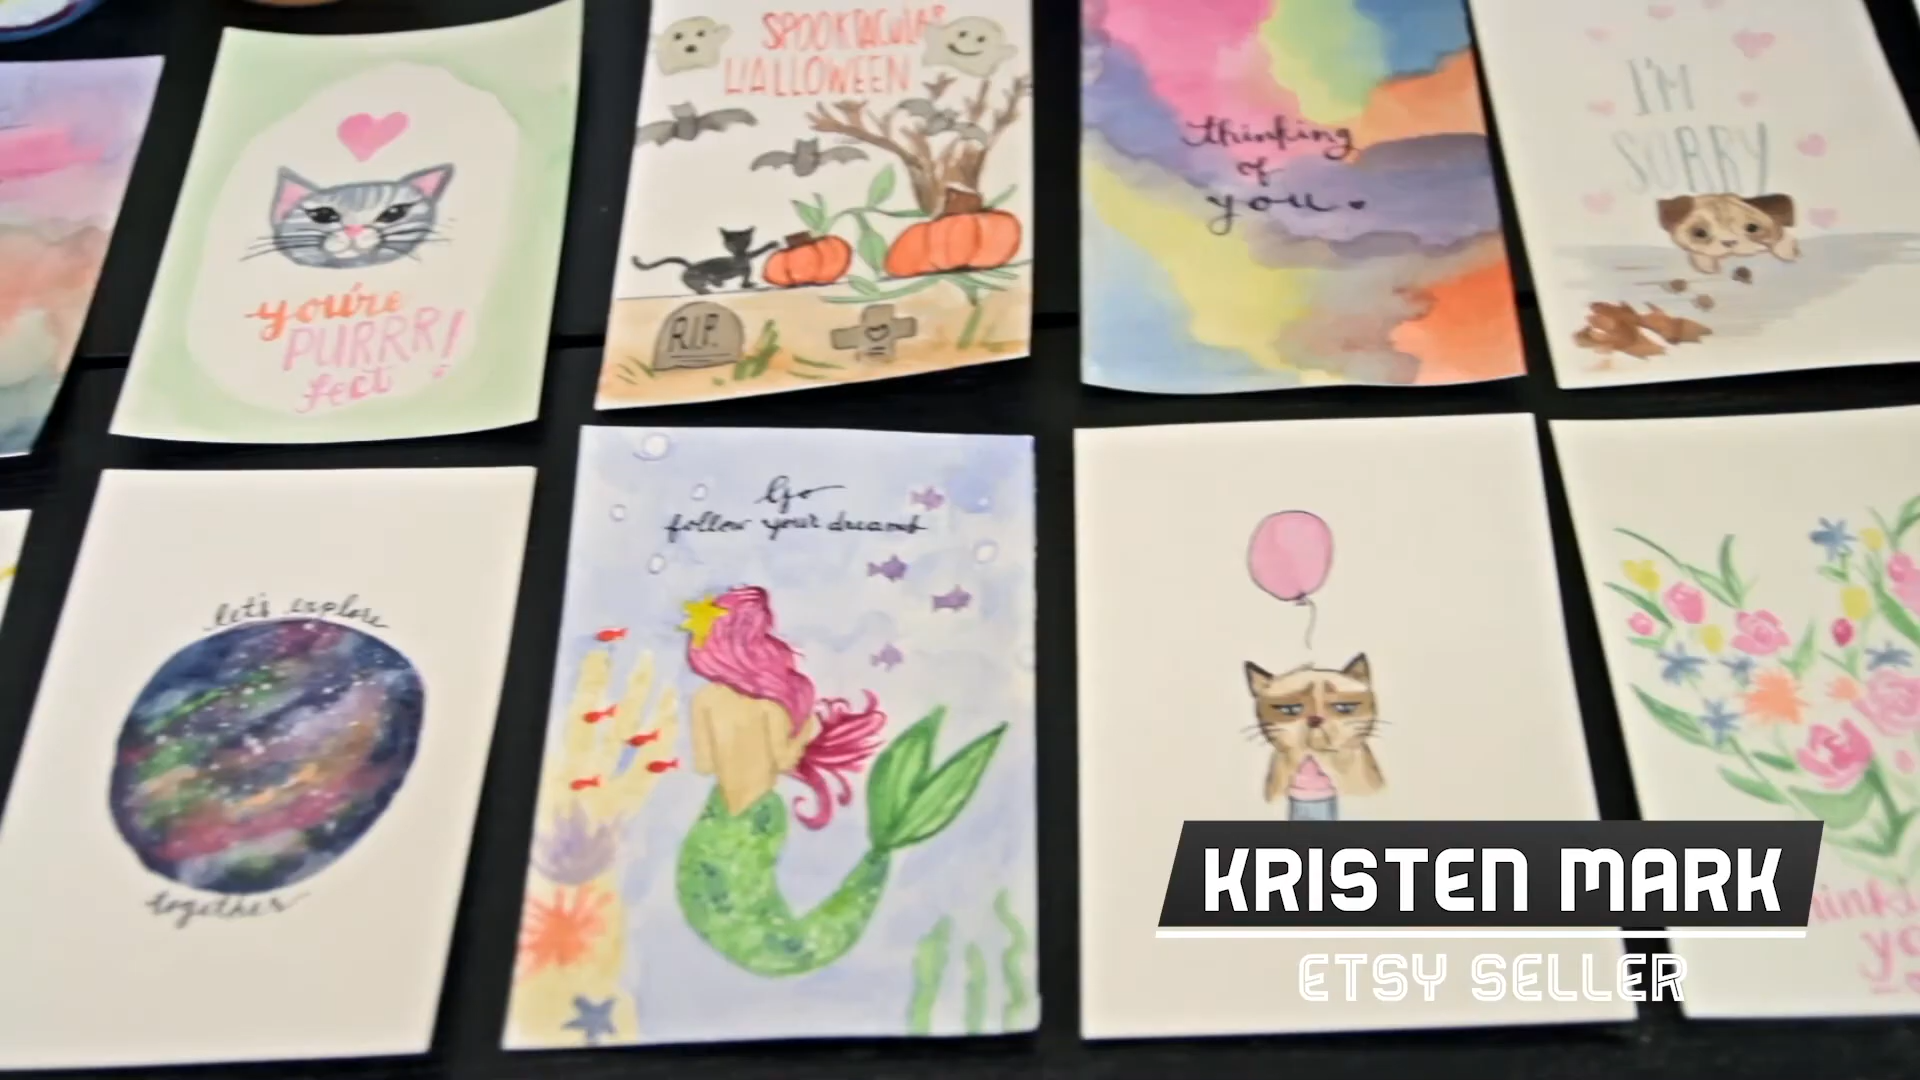 you're
PURRR!
fect
SPOOKTACULAR
HALLOWEEN
R.I.P.
thinking
of
you.
I'M
SORRY
let's explore
together
Go
follow your dreams
KRISTEN MARK
ETSY SELLER